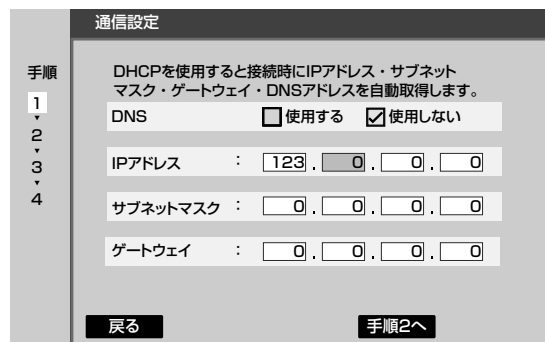 通信設定
手順
1
2
3
4
DHCPを使用すると接続時にIPアドレス・サブネット
マスク・ゲートウェイ・DNSアドレスを自動取得します。
DNS 使用する 使用しない
IPアドレス : 123 . 0 . 0 . 0
サブネットマスク : 0 . 0 . 0 . 0
ゲートウェイ : 0 . 0 . 0 . 0
戻る 手順2へ